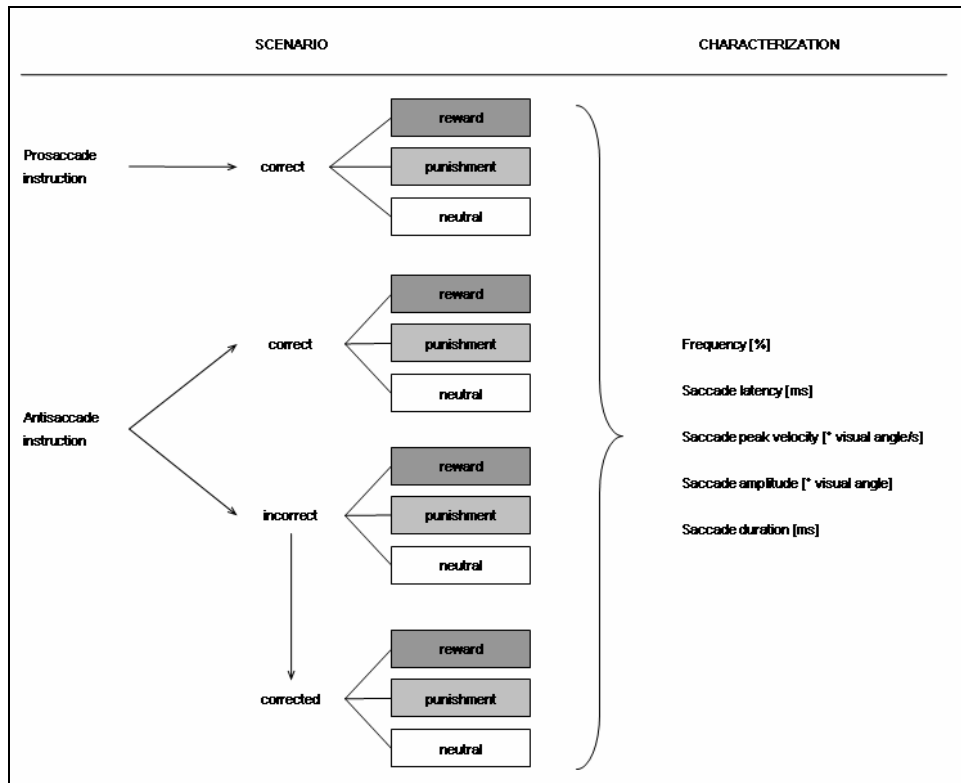 SCENARIO
CHARACTERIZATION
Prosaccade
instruction
correct
reward
punishment
neutral
Antisaccade
instruction
correct
reward
punishment
neutral
incorrect
reward
punishment
neutral
corrected
reward
punishment
neutral
Frequency [%]
Saccade latency [ms]
Saccade peak velocity [* visual angle/s]
Saccade amplitude [* visual angle]
Saccade duration [ms]